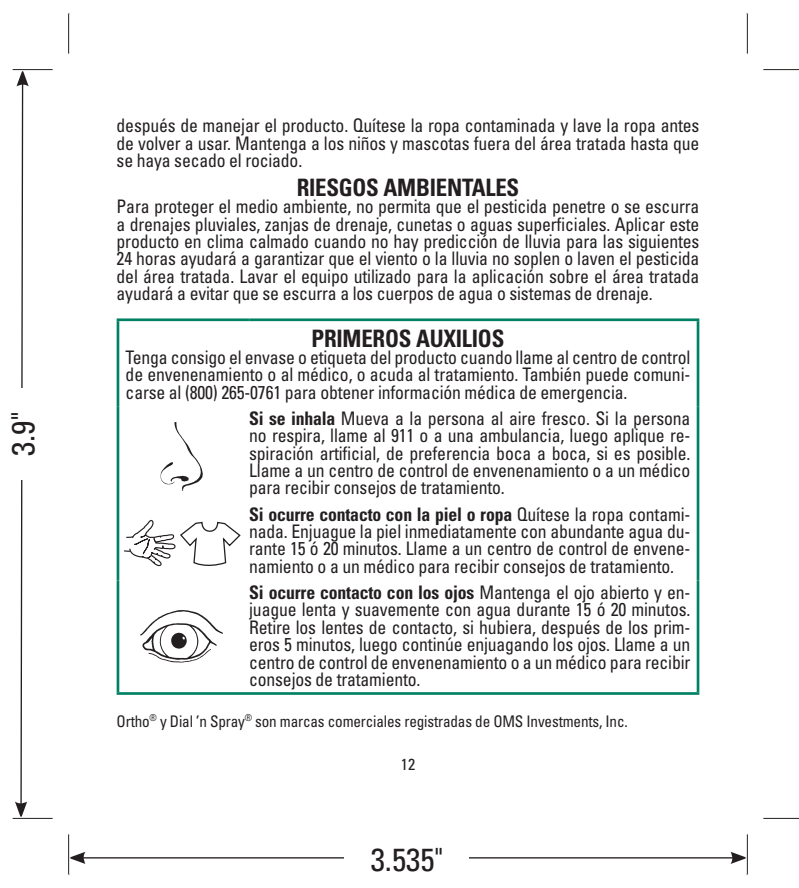 después de manejar el producto. Quítese la ropa contaminada y lave la ropa antes
de volver a usar. Mantenga a los niños y mascotas fuera del área tratada hasta que
se haya secado el rociado.
RIESGOS AMBIENTALES
Para proteger el medio ambiente, no permita que el pesticida penetre o se escurra
a drenajes pluviales, zanjas de drenaje, cunetas o aguas superficiales. Aplicar este
producto en clima calmado cuando no hay predicción de lluvia para las siguientes
24 horas ayudará a garantizar que el viento o la lluvia no soplen o laven el pesticida
del área tratada. Lavar el equipo utilizado para la aplicación sobre el área tratada
ayudará a evitar que se escurra a los cuerpos de agua o sistemas de drenaje.
PRIMEROS AUXILIOS
Tenga consigo el envase o etiqueta del producto cuando llame al centro de control
de envenenamiento o al médico, o acuda al tratamiento. También puede comuni-
carse al (800) 265-0761 para obtener información médica de emergencia.
Si se inhala Mueva a la persona al aire fresco. Si la persona
no respira, llame al 911 o a una ambulancia, luego aplique re-
spiración artificial, de preferencia boca a boca, si es posible.
Llame a un centro de control de envenenamiento o a un médico
para recibir consejos de tratamiento.
Si ocurre contacto con la piel o ropa Quítese la ropa contami-
nada. Enjuague la piel inmediatamente con abundante agua du-
rante 15 ó 20 minutos. Llame a un centro de control de envene-
namiento o a un médico para recibir consejos de tratamiento.
Si ocurre contacto con los ojos Mantenga el ojo abierto y en-
juague lenta y suavemente con agua durante 15 ó 20 minutos.
Retire los lentes de contacto, si hubiera, después de los prim-
eros 5 minutos, luego continúe enjuagando los ojos. Llame a un
centro de control de envenenamiento o a un médico para recibir
consejos de tratamiento.
Ortho® y Dial ’n Spray® son marcas comerciales registradas de OMS Investments, Inc.
12
3.9"
3.535"